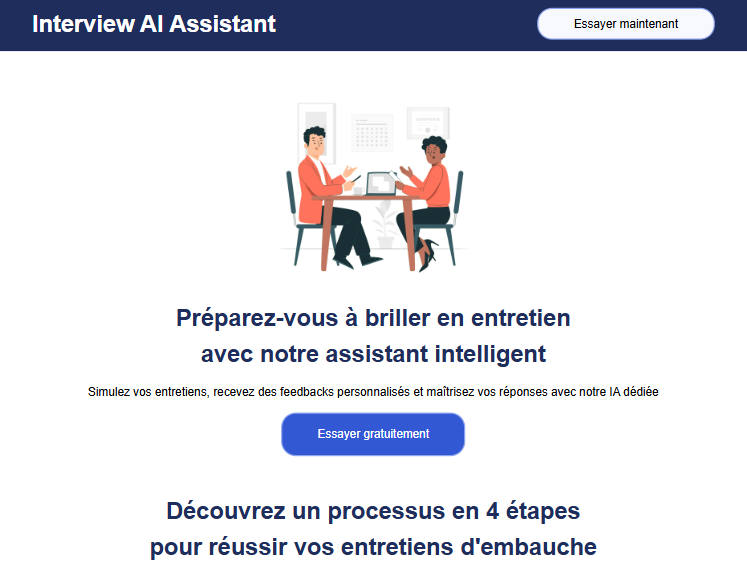 Interview AI Assistant
Essayer maintenant
Préparez-vous à briller en entretien
avec notre assistant intelligent
Simulez vos entretiens, recevez des feedbacks personnalisés et maîtrisez vos réponses avec notre IA dédiée
Essayer gratuitement
Découvrez un processus en 4 étapes
pour réussir vos entretiens d'embauche